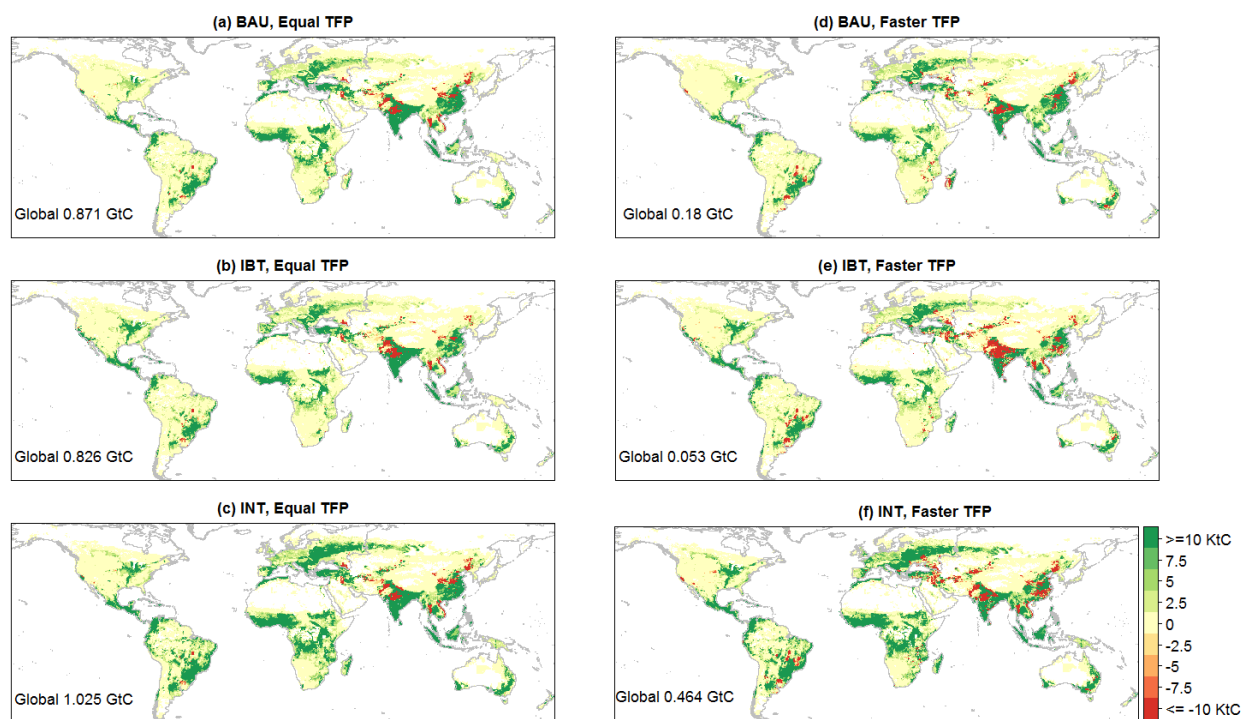 (a) BAU, Equal TFP
Global 0.871 GtC
(d) BAU, Faster TFP
Global 0.18 GtC
(b) IBT, Equal TFP
Global 0.826 GtC
(e) IBT, Faster TFP
Global 0.053 GtC
(c) INT, Equal TFP
Global 1.025 GtC
(f) INT, Faster TFP
Global 0.464 GtC
>=10 KtC
7.5
5
2.5
0
-2.5
-5
-7.5
<= -10 KtC